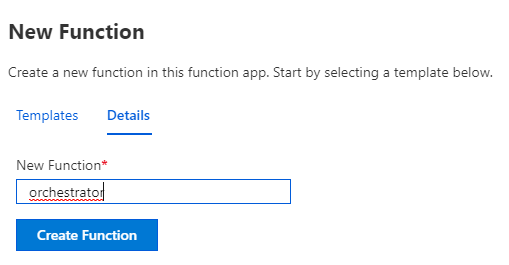 New Function
Create a new function in this function app. Start by selecting a template below.
Templates Details
New Function*
orchestrator
Create Function